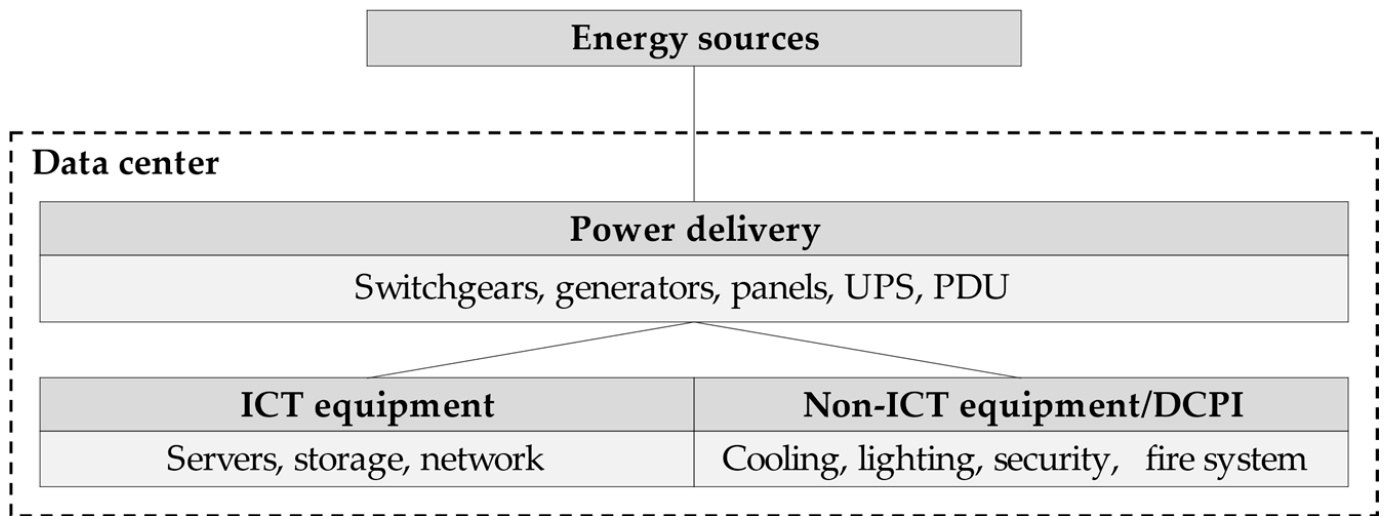 Energy sources
Data center
Power delivery
Switchgears, generators, panels, UPS, PDU
ICT equipment
Non-ICT equipment/DCPI
Servers, storage, network
Cooling, lighting, security, fire system